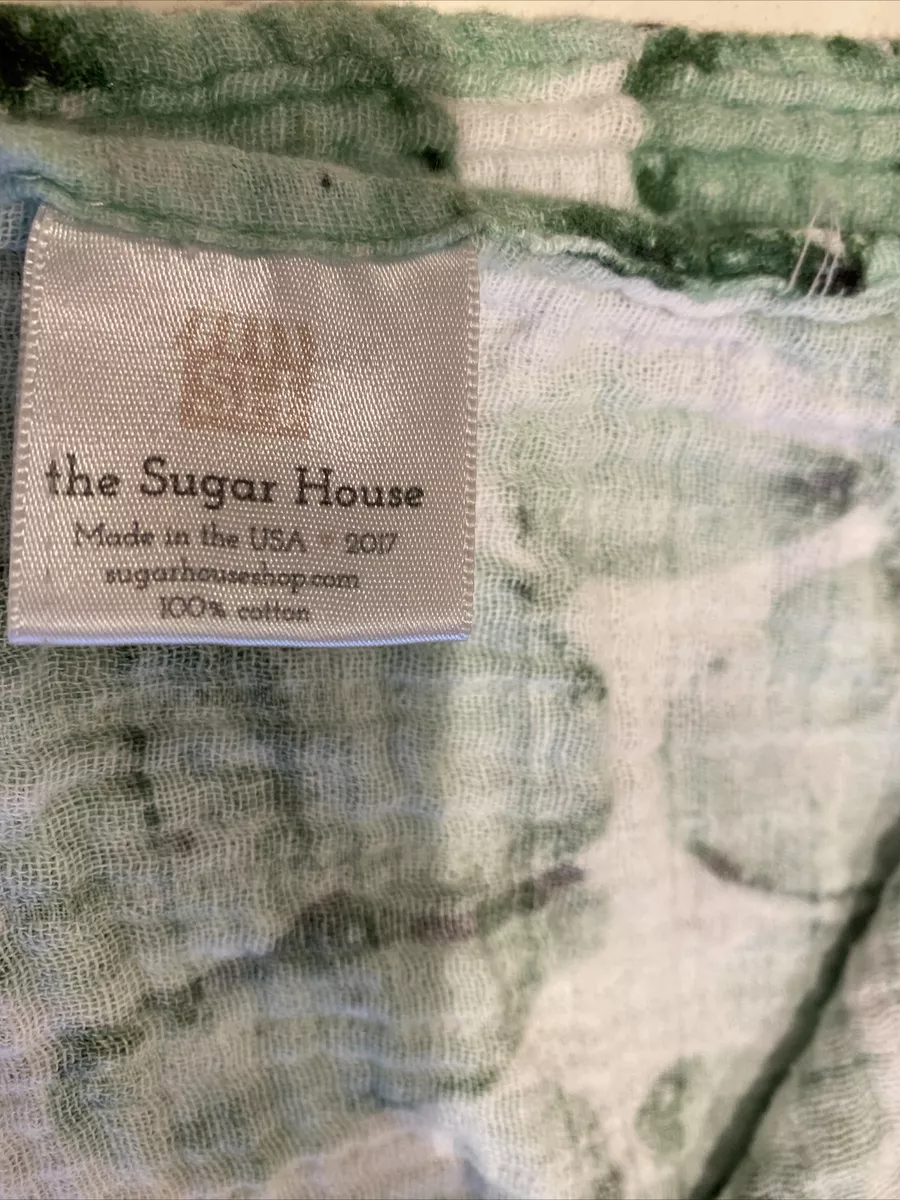 the Sugar House
Made in the USA ♥ 2017
sugarhouseshop.com
100% cotton